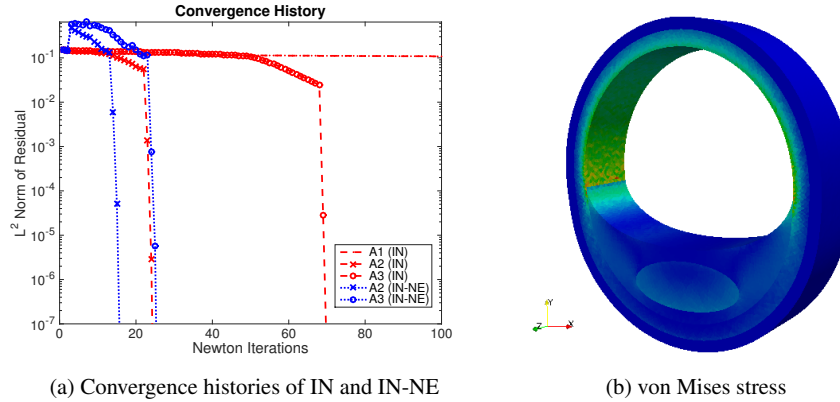 Convergence History
L² Norm of Residual
10⁻¹
10⁻²
10⁻³
10⁻⁴
10⁻⁵
10⁻⁶
10⁻⁷
A1 (IN)
A2 (IN)
A3 (IN)
A2 (IN-NE)
A3 (IN-NE)
0 20 40 60 80 100
Newton Iterations
Y
Z X
(a) Convergence histories of IN and IN-NE
(b) von Mises stress